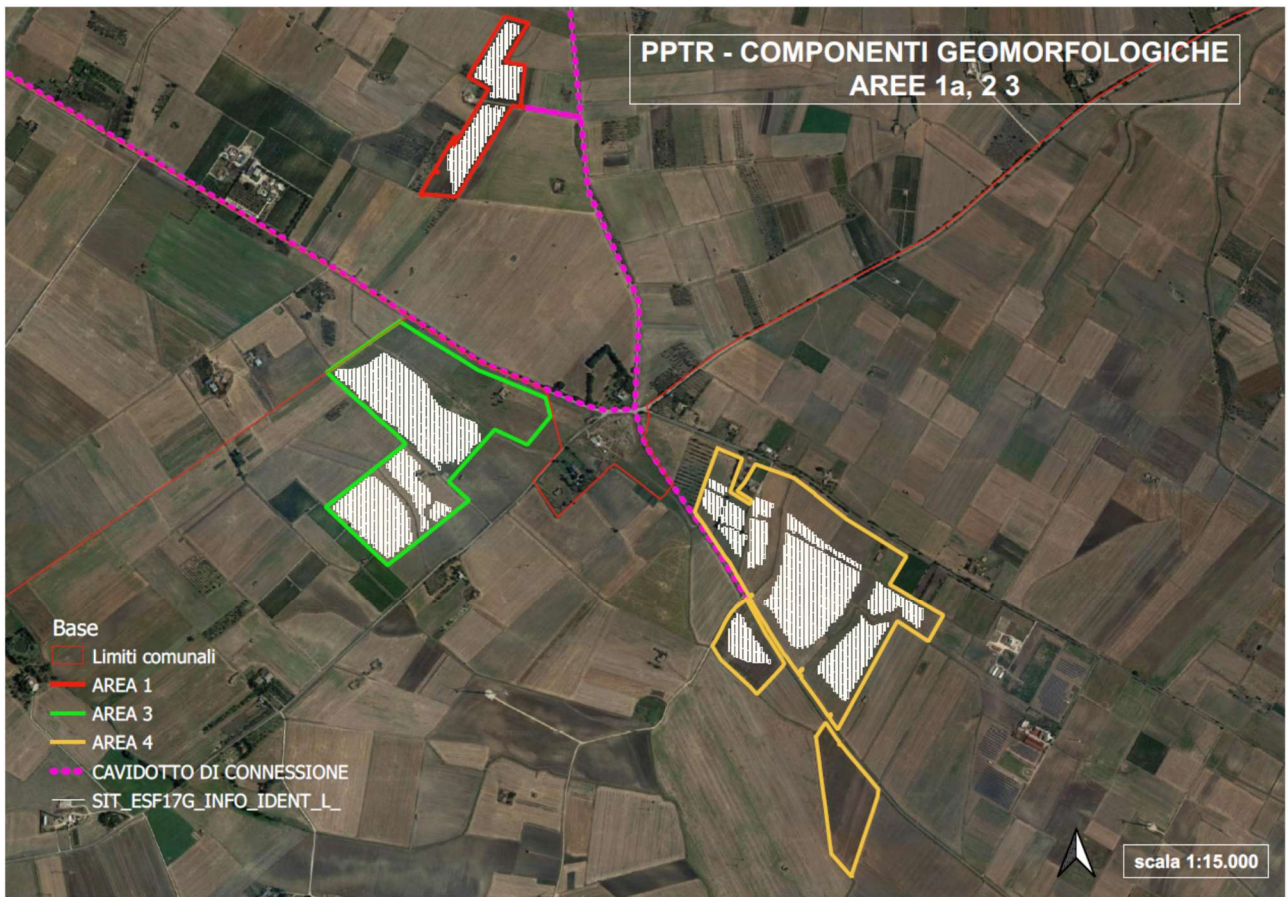 PPTR - COMPONENTI GEOMORFOLOGICHE
AREE 1a, 2 3
Base
Limiti comunali
AREA 1
AREA 3
AREA 4
CAVIDOTTO DI CONNESSIONE
SIT_ESF17G_INFO_IDENT_L_
scala 1:15.000